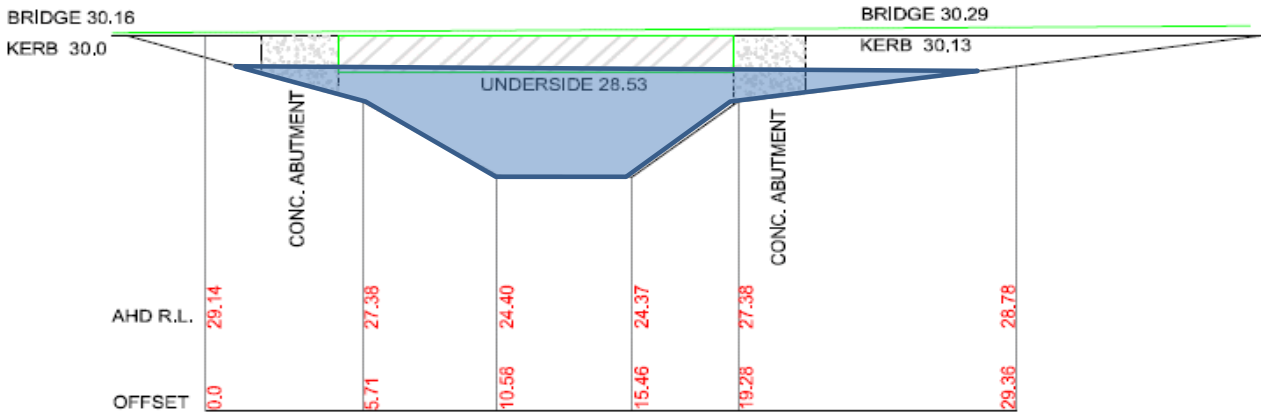 BRIDGE 30.16
BRIDGE 30.29
KERB 30.0
KERB 30.13
UNDERSIDE 28.53
CONC. ABUTMENT
CONC. ABUTMENT
AHD R.L. 29.14 27.38 24.40 24.37 27.38 28.78
OFFSET 0.0 5.71 10.58 15.46 19.28 29.36